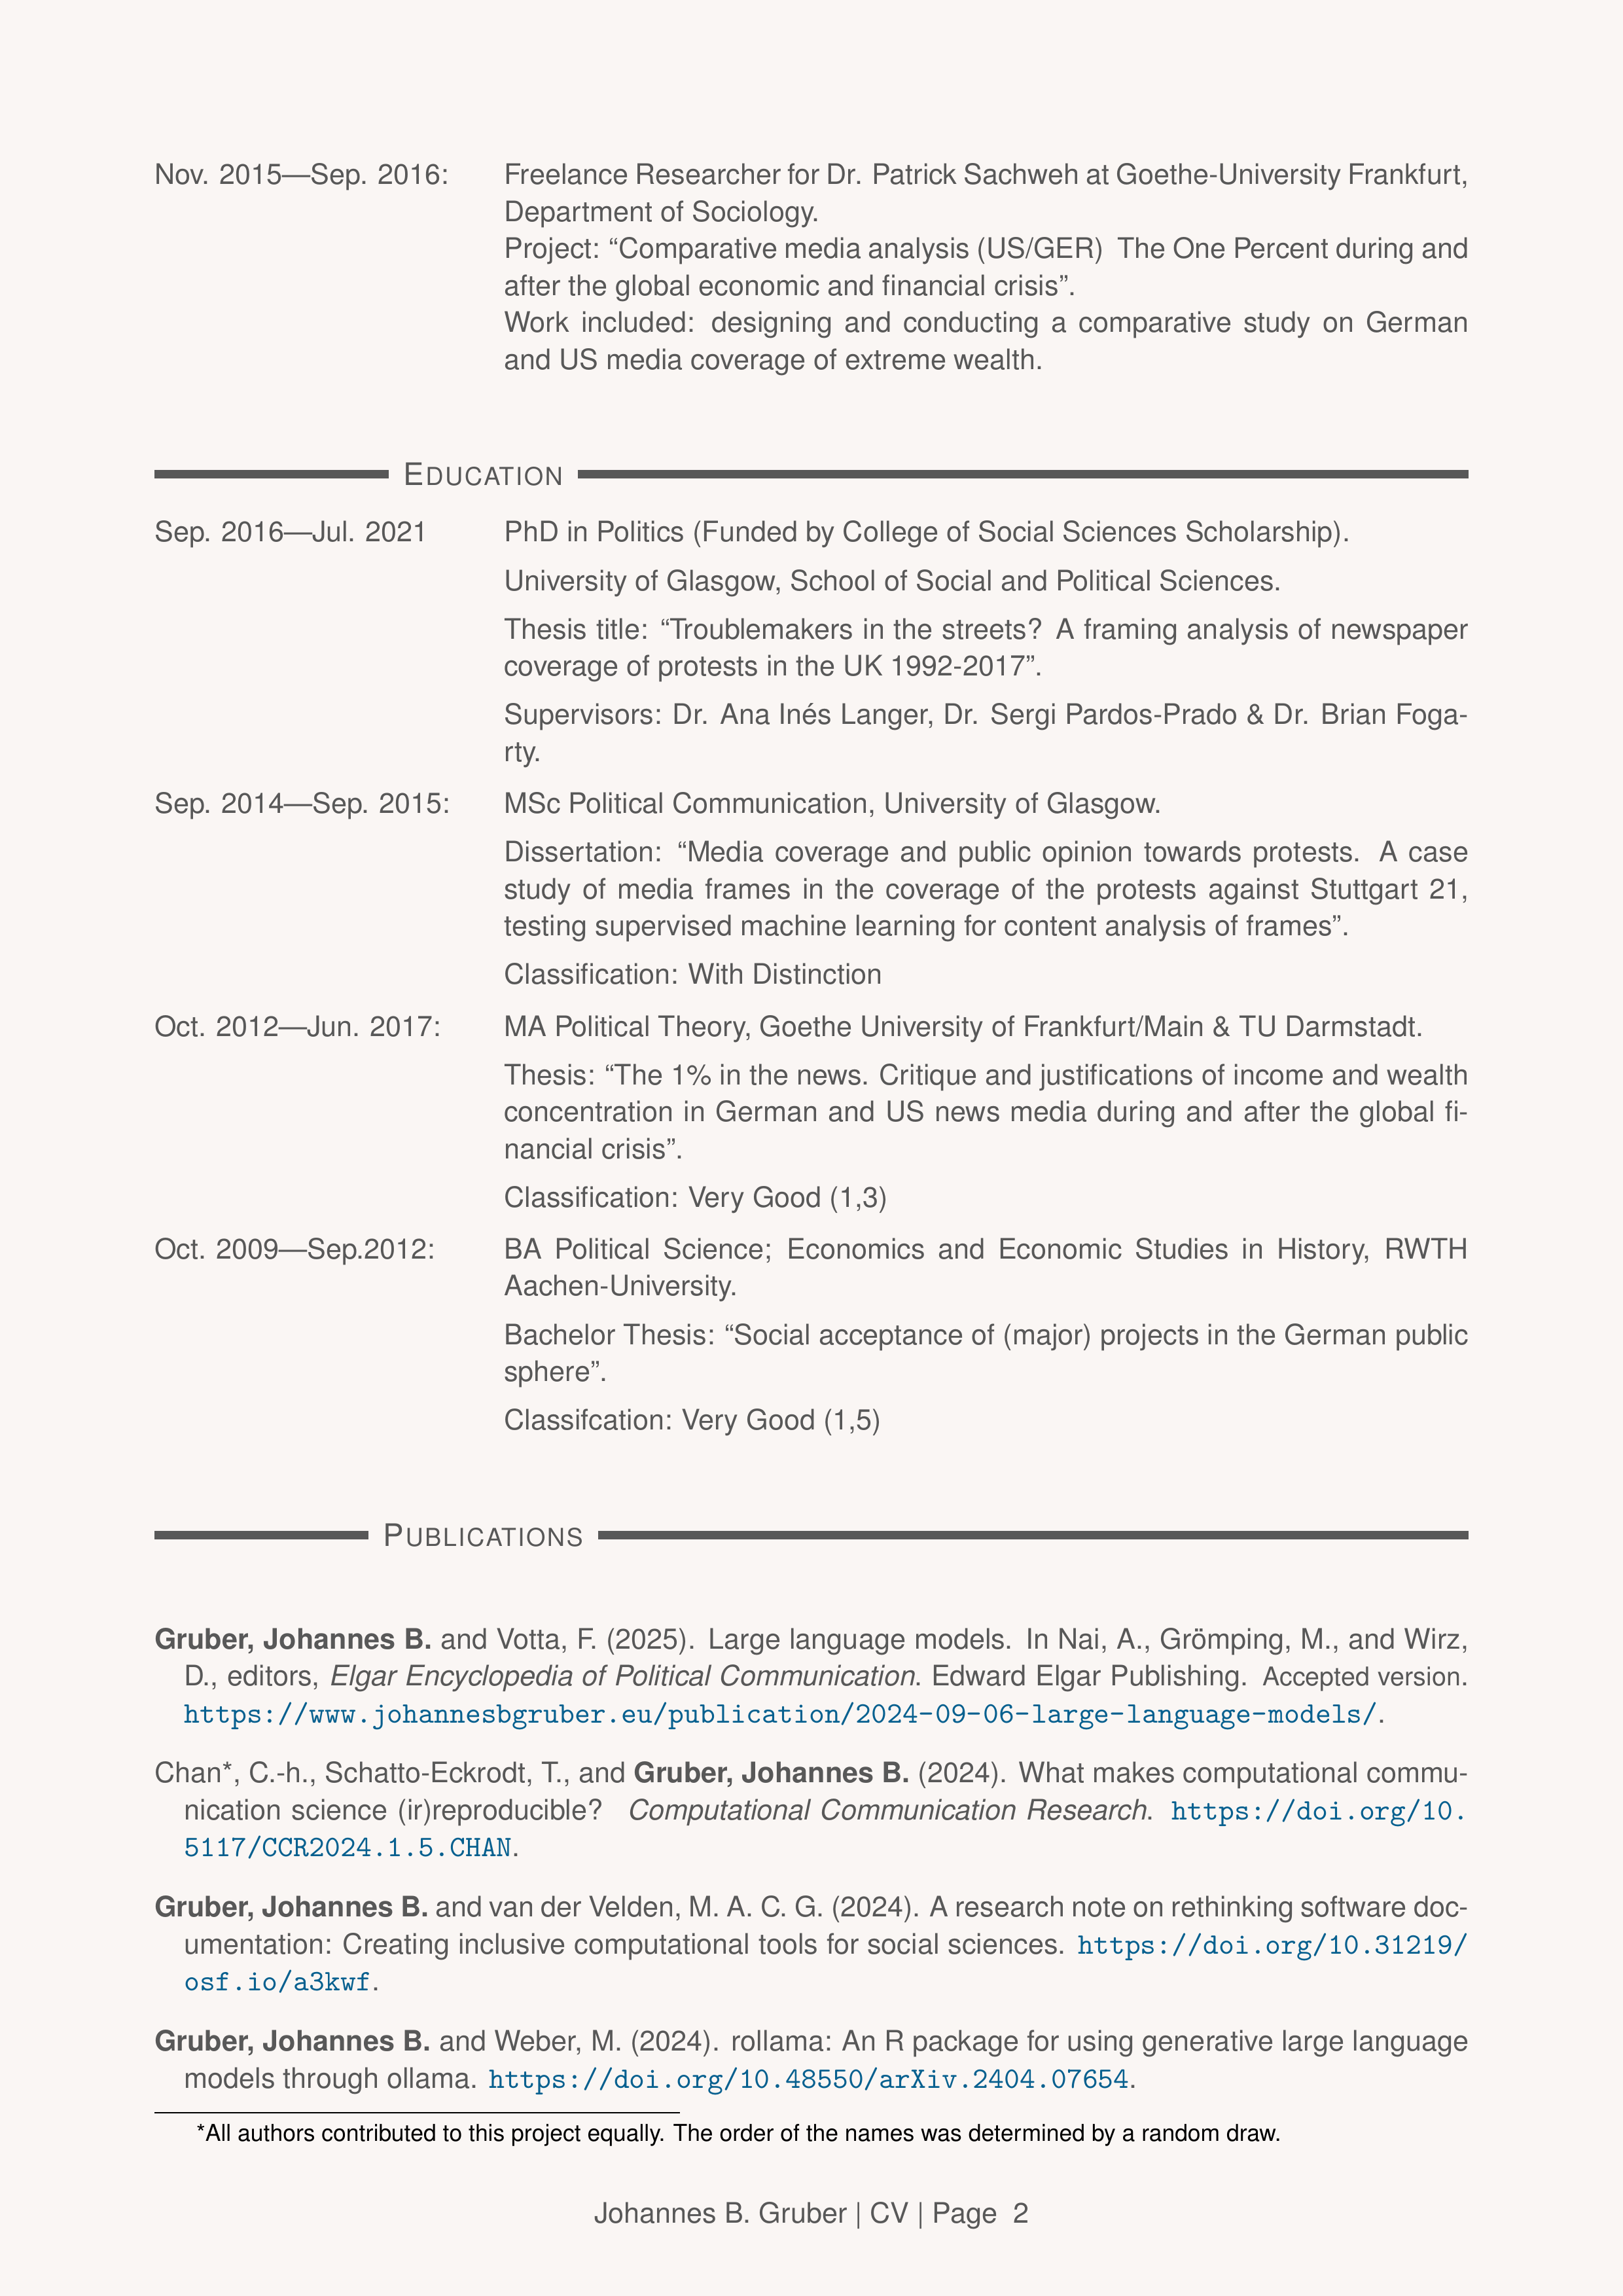 Nov. 2015—Sep. 2016:
Freelance Researcher for Dr. Patrick Sachweh at Goethe-University Frankfurt,
Department of Sociology.
Project: “Comparative media analysis (US/GER) The One Percent during and
after the global economic and financial crisis”.
Work included: designing and conducting a comparative study on German
and US media coverage of extreme wealth.
EDUCATION
Sep. 2016—Jul. 2021
PhD in Politics (Funded by College of Social Sciences Scholarship).
University of Glasgow, School of Social and Political Sciences.
Thesis title: “Troublemakers in the streets? A framing analysis of newspaper
coverage of protests in the UK 1992-2017”.
Supervisors: Dr. Ana Inés Langer, Dr. Sergi Pardos-Prado & Dr. Brian Foga-
rty.
Sep. 2014—Sep. 2015:
MSc Political Communication, University of Glasgow.
Dissertation: “Media coverage and public opinion towards protests. A case
study of media frames in the coverage of the protests against Stuttgart 21,
testing supervised machine learning for content analysis of frames”.
Classification: With Distinction
Oct. 2012—Jun. 2017:
MA Political Theory, Goethe University of Frankfurt/Main & TU Darmstadt.
Thesis: “The 1% in the news. Critique and justifications of income and wealth
concentration in German and US news media during and after the global fi-
nancial crisis”.
Classification: Very Good (1,3)
Oct. 2009—Sep.2012:
BA Political Science; Economics and Economic Studies in History, RWTH
Aachen-University.
Bachelor Thesis: “Social acceptance of (major) projects in the German public
sphere”.
Classifcation: Very Good (1,5)
PUBLICATIONS
Gruber, Johannes B. and Votta, F. (2025). Large language models. In Nai, A., Grömping, M., and Wirz,
D., editors, Elgar Encyclopedia of Political Communication. Edward Elgar Publishing. Accepted version.
https://www.johannesbgruber.eu/publication/2024-09-06-large-language-models/.
Chan*, C.-h., Schatto-Eckrodt, T., and Gruber, Johannes B. (2024). What makes computational commu-
nication science (ir)reproducible? Computational Communication Research. https://doi.org/10.
5117/CCR2024.1.5.CHAN.
Gruber, Johannes B. and van der Velden, M. A. C. G. (2024). A research note on rethinking software doc-
umentation: Creating inclusive computational tools for social sciences. https://doi.org/10.31219/
osf.io/a3kwf.
Gruber, Johannes B. and Weber, M. (2024). rollama: An R package for using generative large language
models through ollama. https://doi.org/10.48550/arXiv.2404.07654.
*All authors contributed to this project equally. The order of the names was determined by a random draw.
Johannes B. Gruber | CV | Page 2